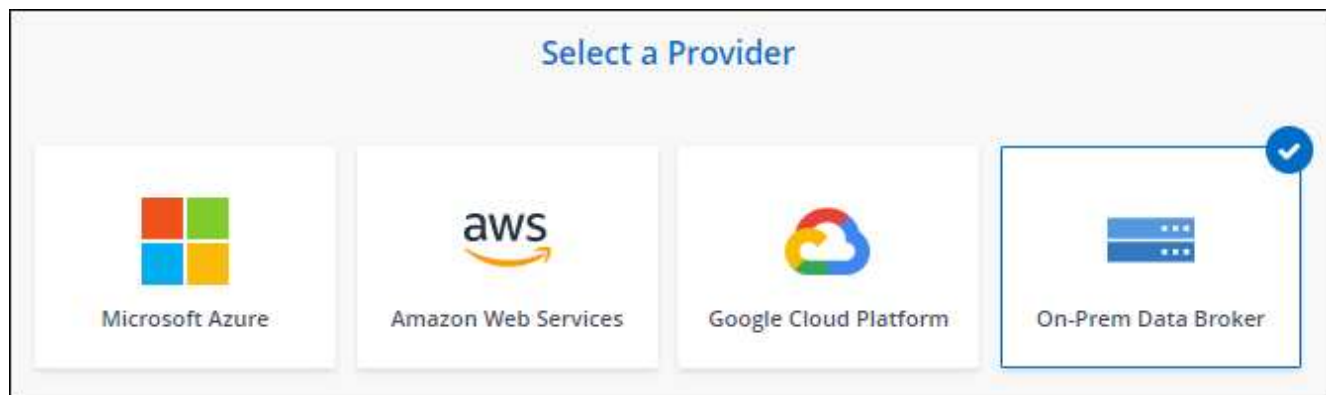 Select a Provider
aws
Microsoft Azure
Amazon Web Services
Google Cloud Platform
On-Prem Data Broker